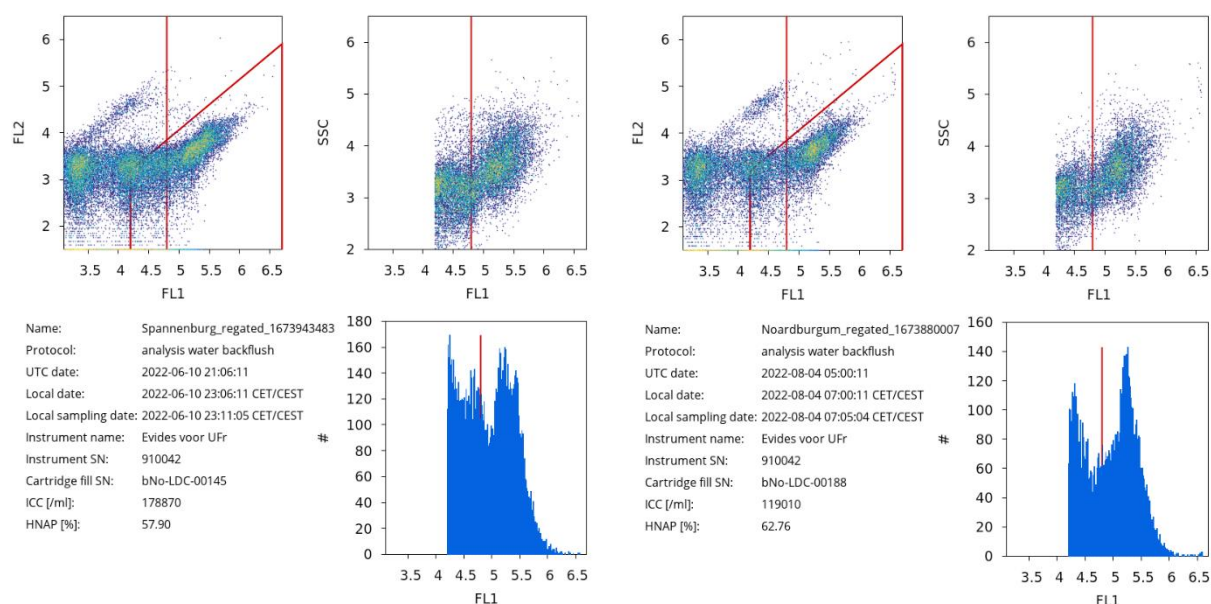 6
5
4
3
2
FL2
3.5 4 4.5 5 5.5 6 6.5
FL1
6
5
4
3
2
SSC
3.5 4 4.5 5 5.5 6 6.5
FL1
Name: Spannenburg_regated_1673943483
Protocol: analysis water backflush
UTC date: 2022-06-10 21:06:11
Local date: 2022-06-10 23:06:11 CET/CEST
Local sampling date: 2022-06-10 23:11:05 CET/CEST
Instrument name: Evides voor UFr
Instrument SN: 910042
Cartridge fill SN: bNo-LDC-00145
ICC [/ml]: 178870
HNAP [%]: 57.90
180
160
140
120
100
80
60
40
20
0
#
3.5 4 4.5 5 5.5 6 6.5
FL1
6
5
4
3
2
FL2
3.5 4 4.5 5 5.5 6 6.5
FL1
6
5
4
3
2
SSC
3.5 4 4.5 5 5.5 6 6.5
FL1
Name: Noardburgum_regated_1673880007
Protocol: analysis water backflush
UTC date: 2022-08-04 05:00:11
Local date: 2022-08-04 07:00:11 CET/CEST
Local sampling date: 2022-08-04 07:05:04 CET/CEST
Instrument name: Evides voor UFr
Instrument SN: 910042
Cartridge fill SN: bNo-LDC-00188
ICC [/ml]: 119010
HNAP [%]: 62.76
160
140
120
100
80
60
40
20
0
#
3.5 4 4.5 5 5.5 6 6.5
FL1